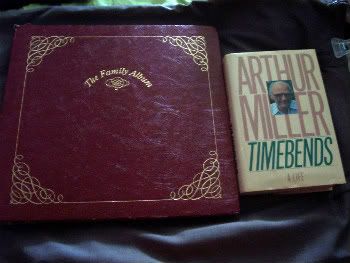 The Family Album
ARTHUR
MILLER
TIMEBENDS
A LIFE